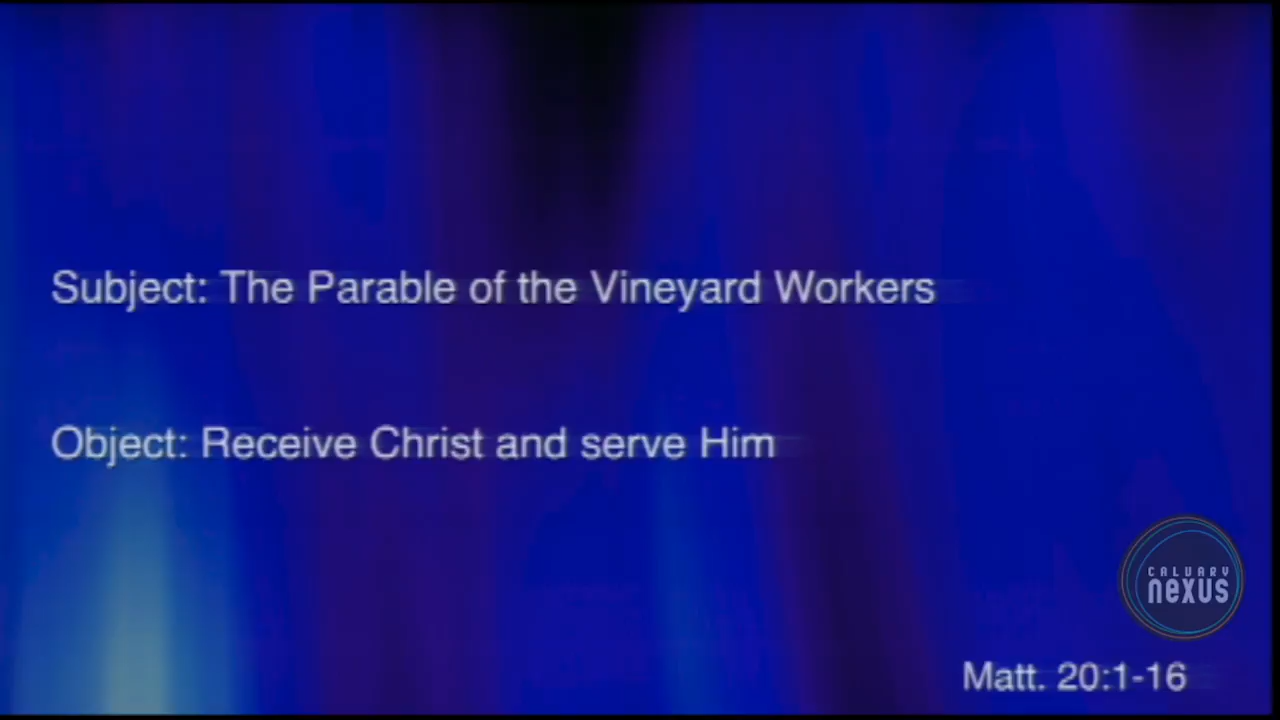 Subject: The Parable of the Vineyard Workers
Object: Receive Christ and serve Him
CALVARY
nexus
Matt. 20:1-16